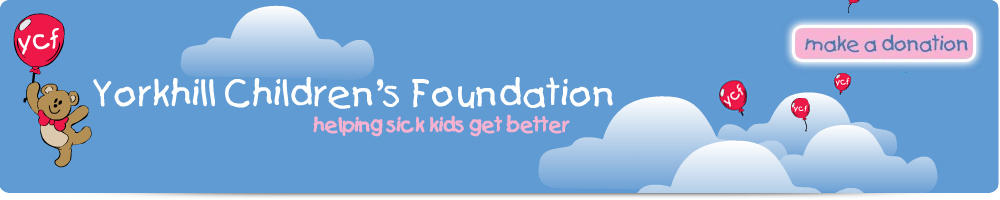 ycf
make a donation
Yorkhill Children's Foundation
helping sick kids get better
ycf
ycf
ycf